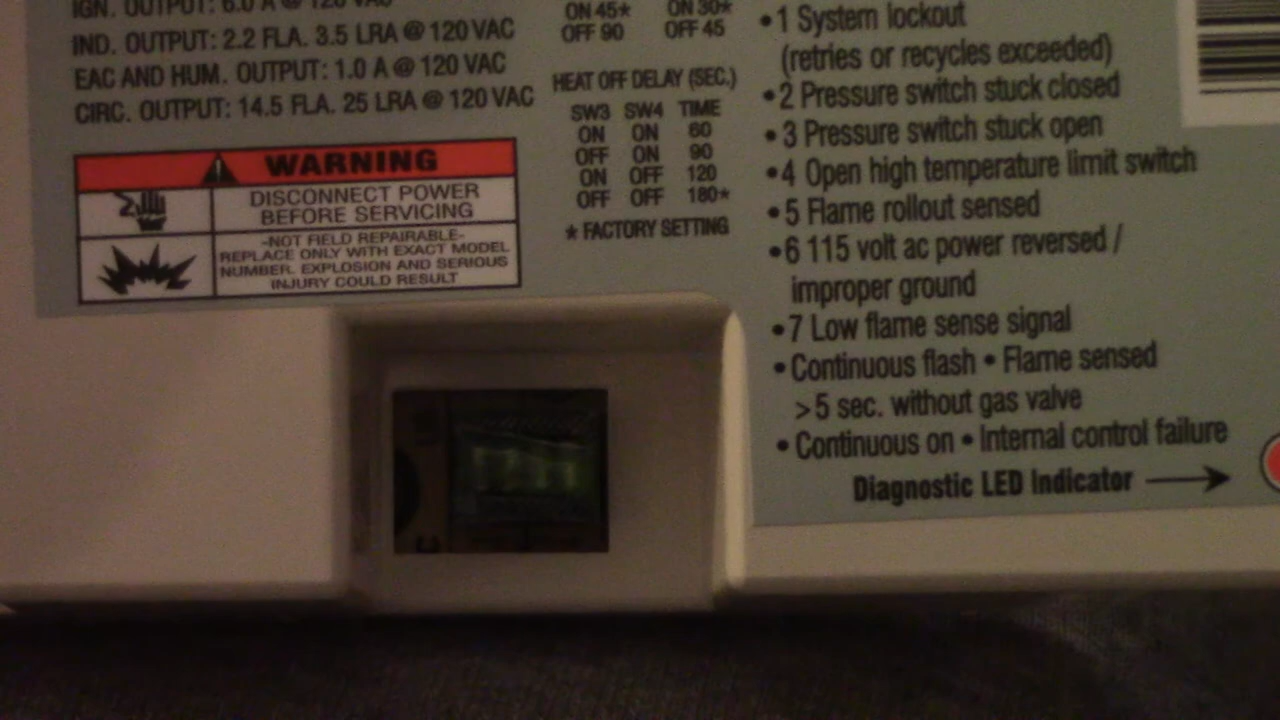 IGN. OUTPUT: 6.0 A @ 120 VAC
IND. OUTPUT: 2.2 FLA. 3.5 LRA @ 120 VAC
EAC AND HUM. OUTPUT: 1.0 A @ 120 VAC
CIRC. OUTPUT: 14.5 FLA. 25 LRA @ 120 VAC
WARNING
DISCONNECT POWER
BEFORE SERVICING
-NOT FIELD REPAIRABLE-
REPLACE ONLY WITH EXACT MODEL
NUMBER. EXPLOSION AND SERIOUS
INJURY COULD RESULT
ON 45* ON 30*
OFF 90 OFF 45
HEAT OFF DELAY (SEC.)
SW3 SW4 TIME
ON ON 60
OFF ON 90
ON OFF 120
OFF OFF 180*
* FACTORY SETTING
• 1 System lockout
(retries or recycles exceeded)
• 2 Pressure switch stuck closed
• 3 Pressure switch stuck open
• 4 Open high temperature limit switch
• 5 Flame rollout sensed
• 6 115 volt ac power reversed /
improper ground
• 7 Low flame sense signal
• Continuous flash • Flame sensed
>5 sec. without gas valve
• Continuous on • Internal control failure
Diagnostic LED Indicator